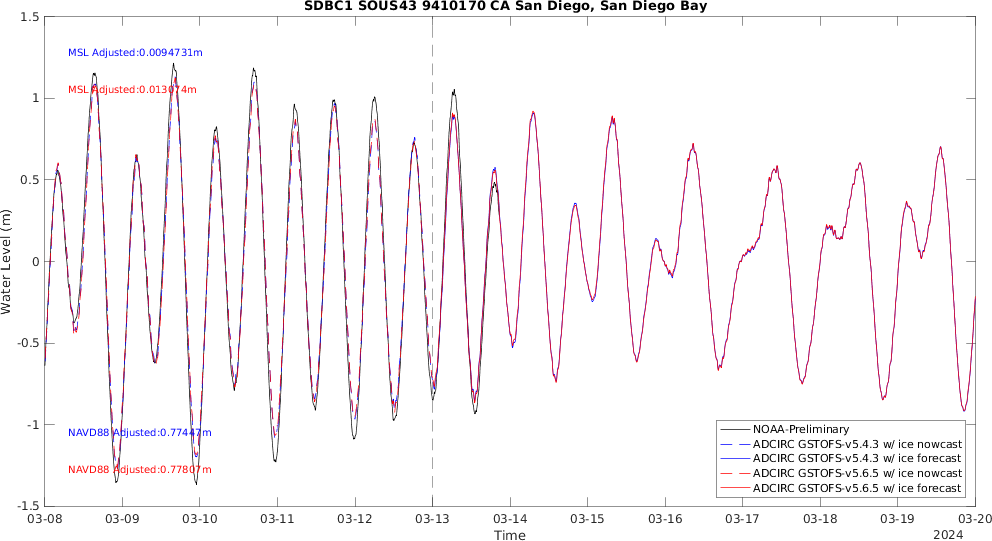 SDBC1 SOUS43 9410170 CA San Diego, San Diego Bay
1.5
MSL Adjusted:0.0094731m
MSL Adjusted:0.013074m
1
0.5
0
-0.5
-1
-1.5
Water Level (m)
NAVD88 Adjusted:0.77447m
NAVD88 Adjusted:0.77807m
NOAA-Preliminary
ADCIRC GSTOFS-v5.4.3 w/ ice nowcast
ADCIRC GSTOFS-v5.4.3 w/ ice forecast
ADCIRC GSTOFS-v5.6.5 w/ ice nowcast
ADCIRC GSTOFS-v5.6.5 w/ ice forecast
03-08 03-09 03-10 03-11 03-12 03-13 03-14 03-15 03-16 03-17 03-18 03-19 03-20
Time
2024